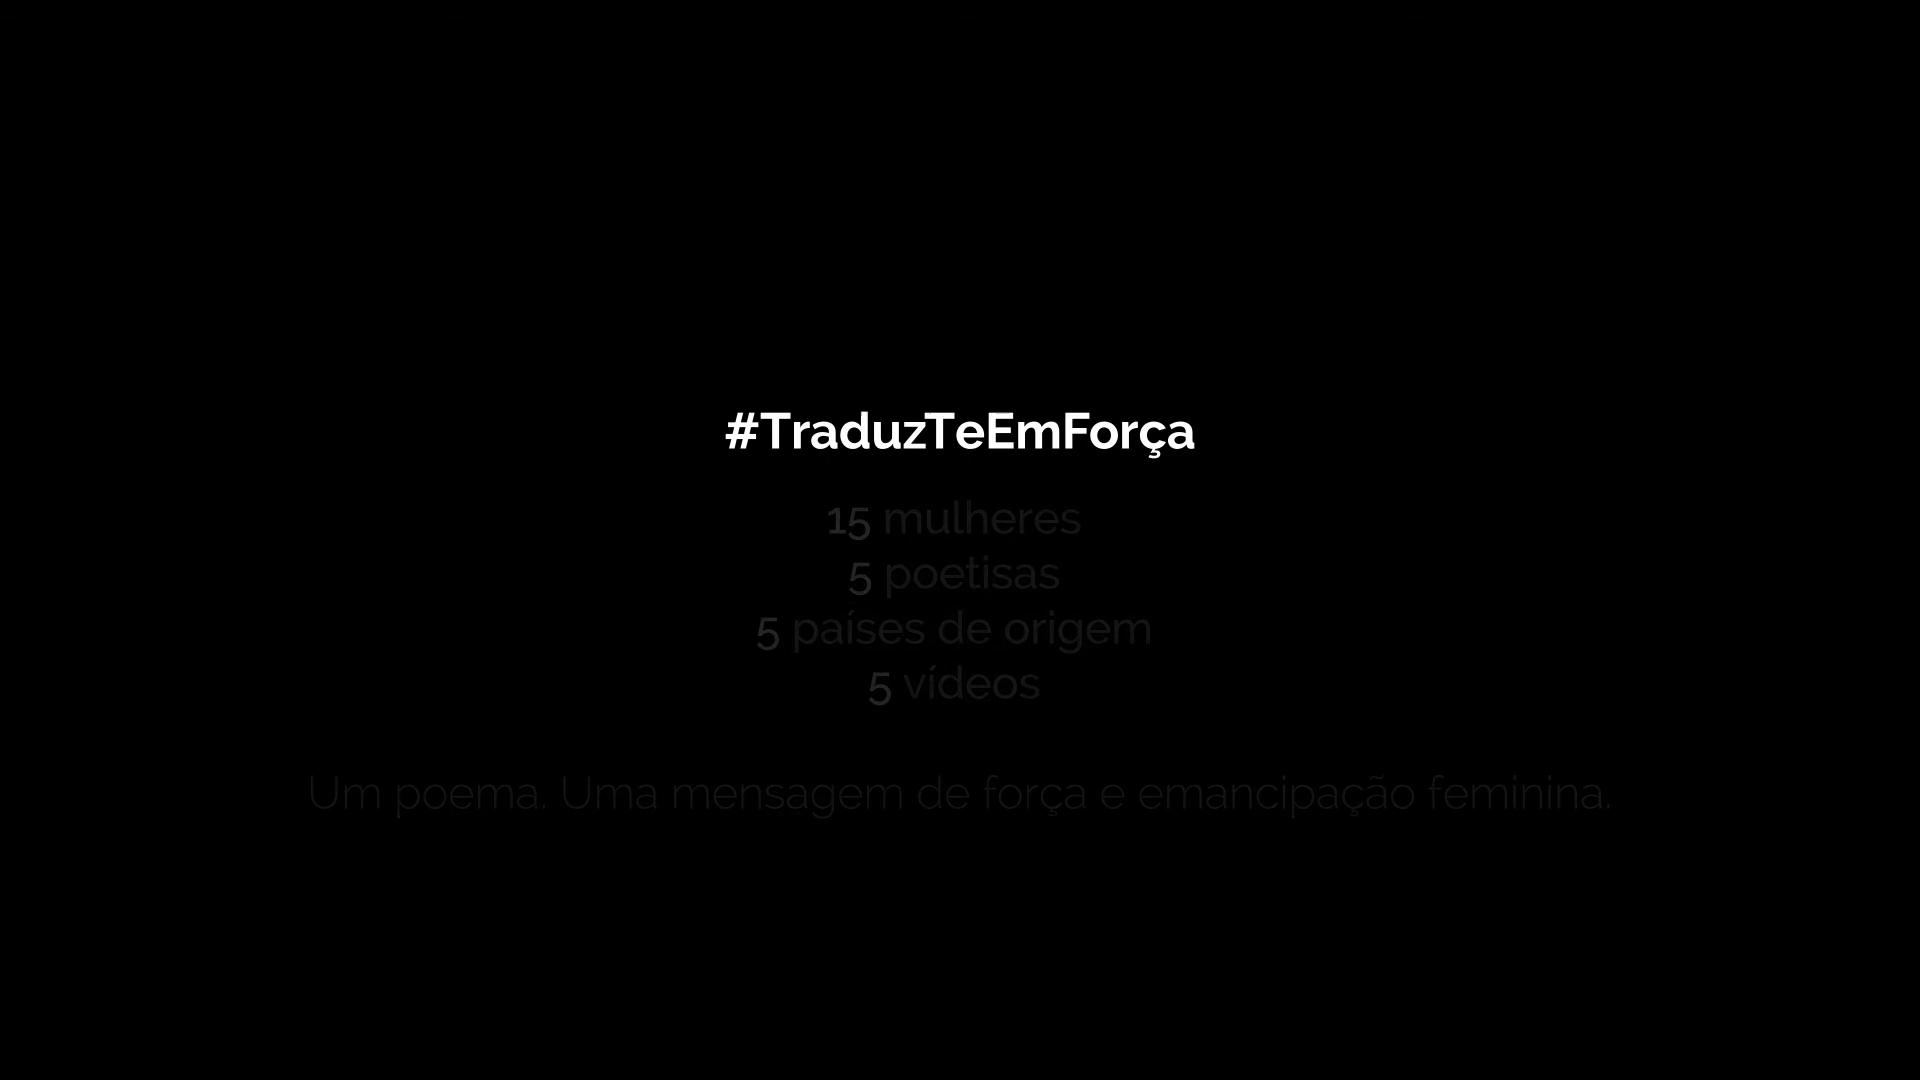 #TraduzTeEmForça
15 mulheres
5 poetisas
5 países de origem
5 vídeos
Um poema. Uma mensagem de força e emancipação feminina.